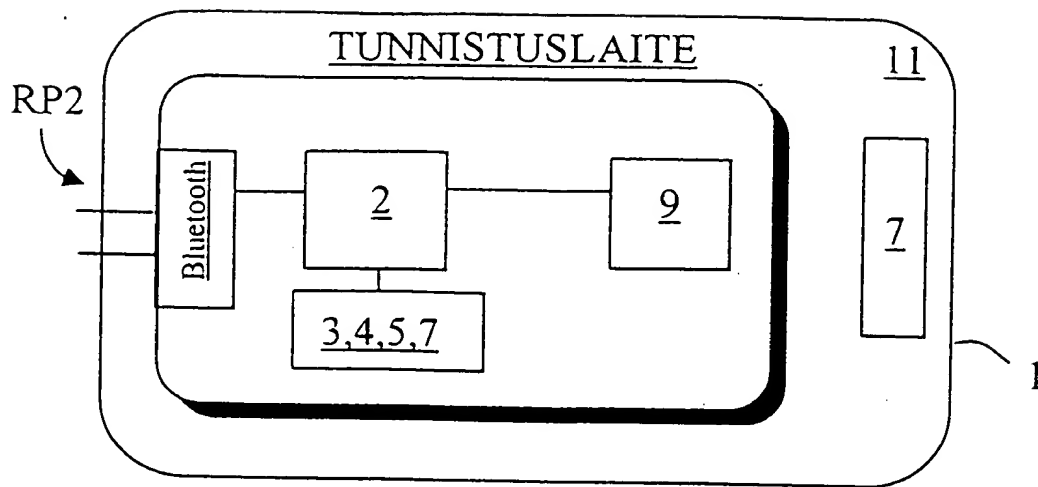 TUNNISTUSLAITE
11
RP2
Bluetooth
2
9
7
3,4,5,7
1